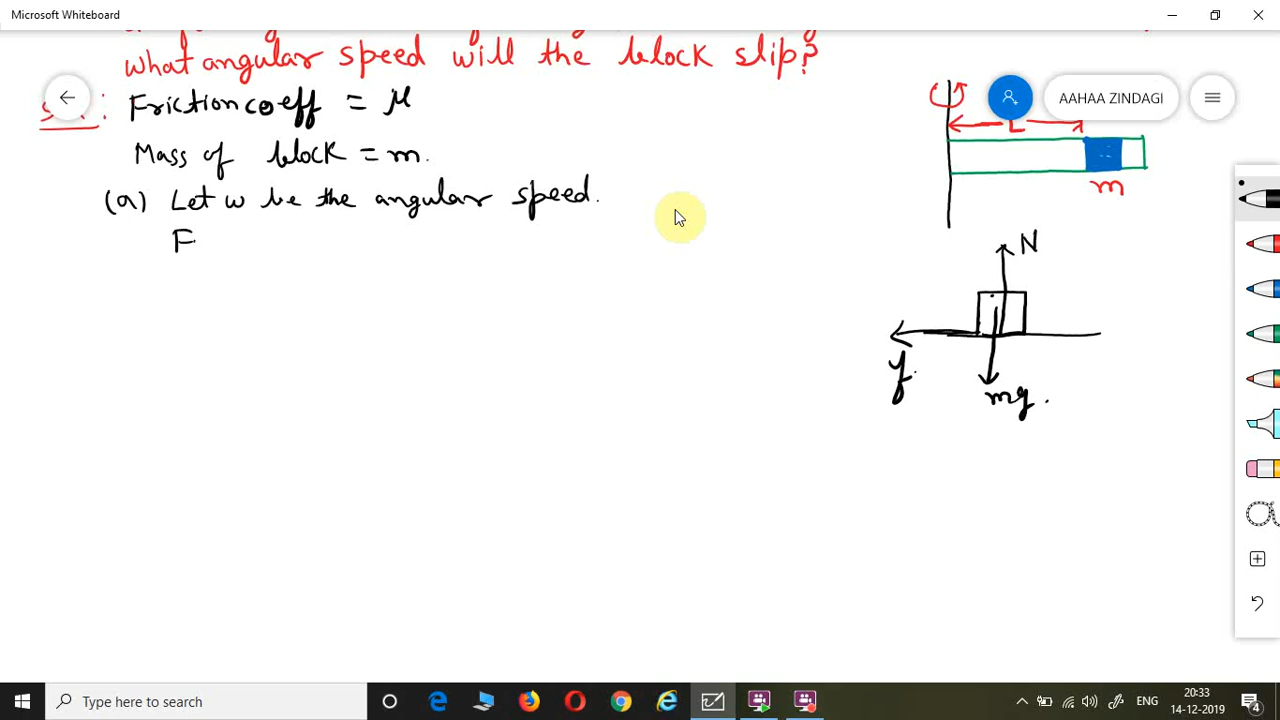 Microsoft Whiteboard
what angular speed will the block slip?
Friction coeff = μ
AAHAA ZINDAGI
L
Mass of block = m.
m
(a) Let ω be the angular speed.
F
N
f.
mg.
Type here to search
ENG
20:33
14-12-2019
4